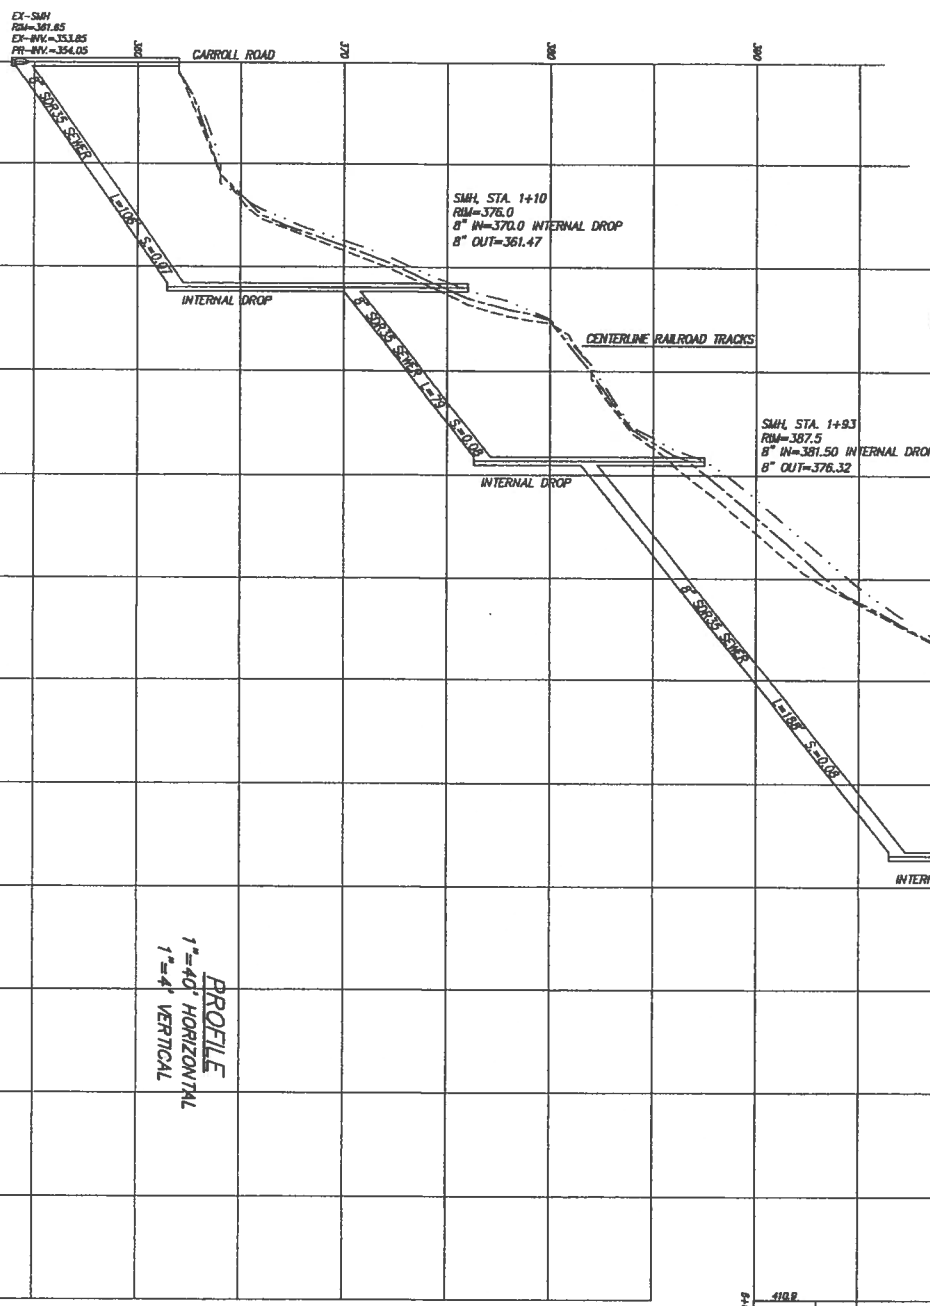 EX-SMH
RIM=361.85
EX-INV.=353.85
PR-INV.=354.05
CARROLL ROAD
360
370
380
390
8" SDR35 SEWER L=106' S.=0.07
SMH, STA. 1+10
RIM=376.0
8" IN=370.0 INTERNAL DROP
8" OUT=361.47
INTERNAL DROP
8" SDR35 SEWER L=79 S.=0.08
CENTERLINE RAILROAD TRACKS
SMH, STA. 1+93
RIM=387.5
8" IN=381.50 INTERNAL DROP
8" OUT=376.32
INTERNAL DROP
8" SDR35 SEWER L=188' S.=0.08
INTERN
PROFILE
1"=40' HORIZONTAL
1"=4' VERTICAL
410.9